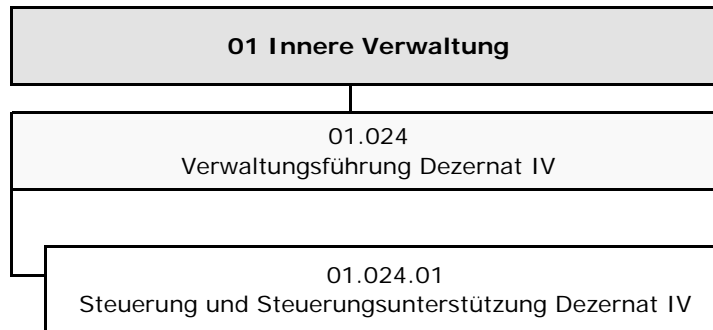 01 Innere Verwaltung
01.024
Verwaltungsführung Dezernat IV
01.024.01
Steuerung und Steuerungsunterstützung Dezernat IV